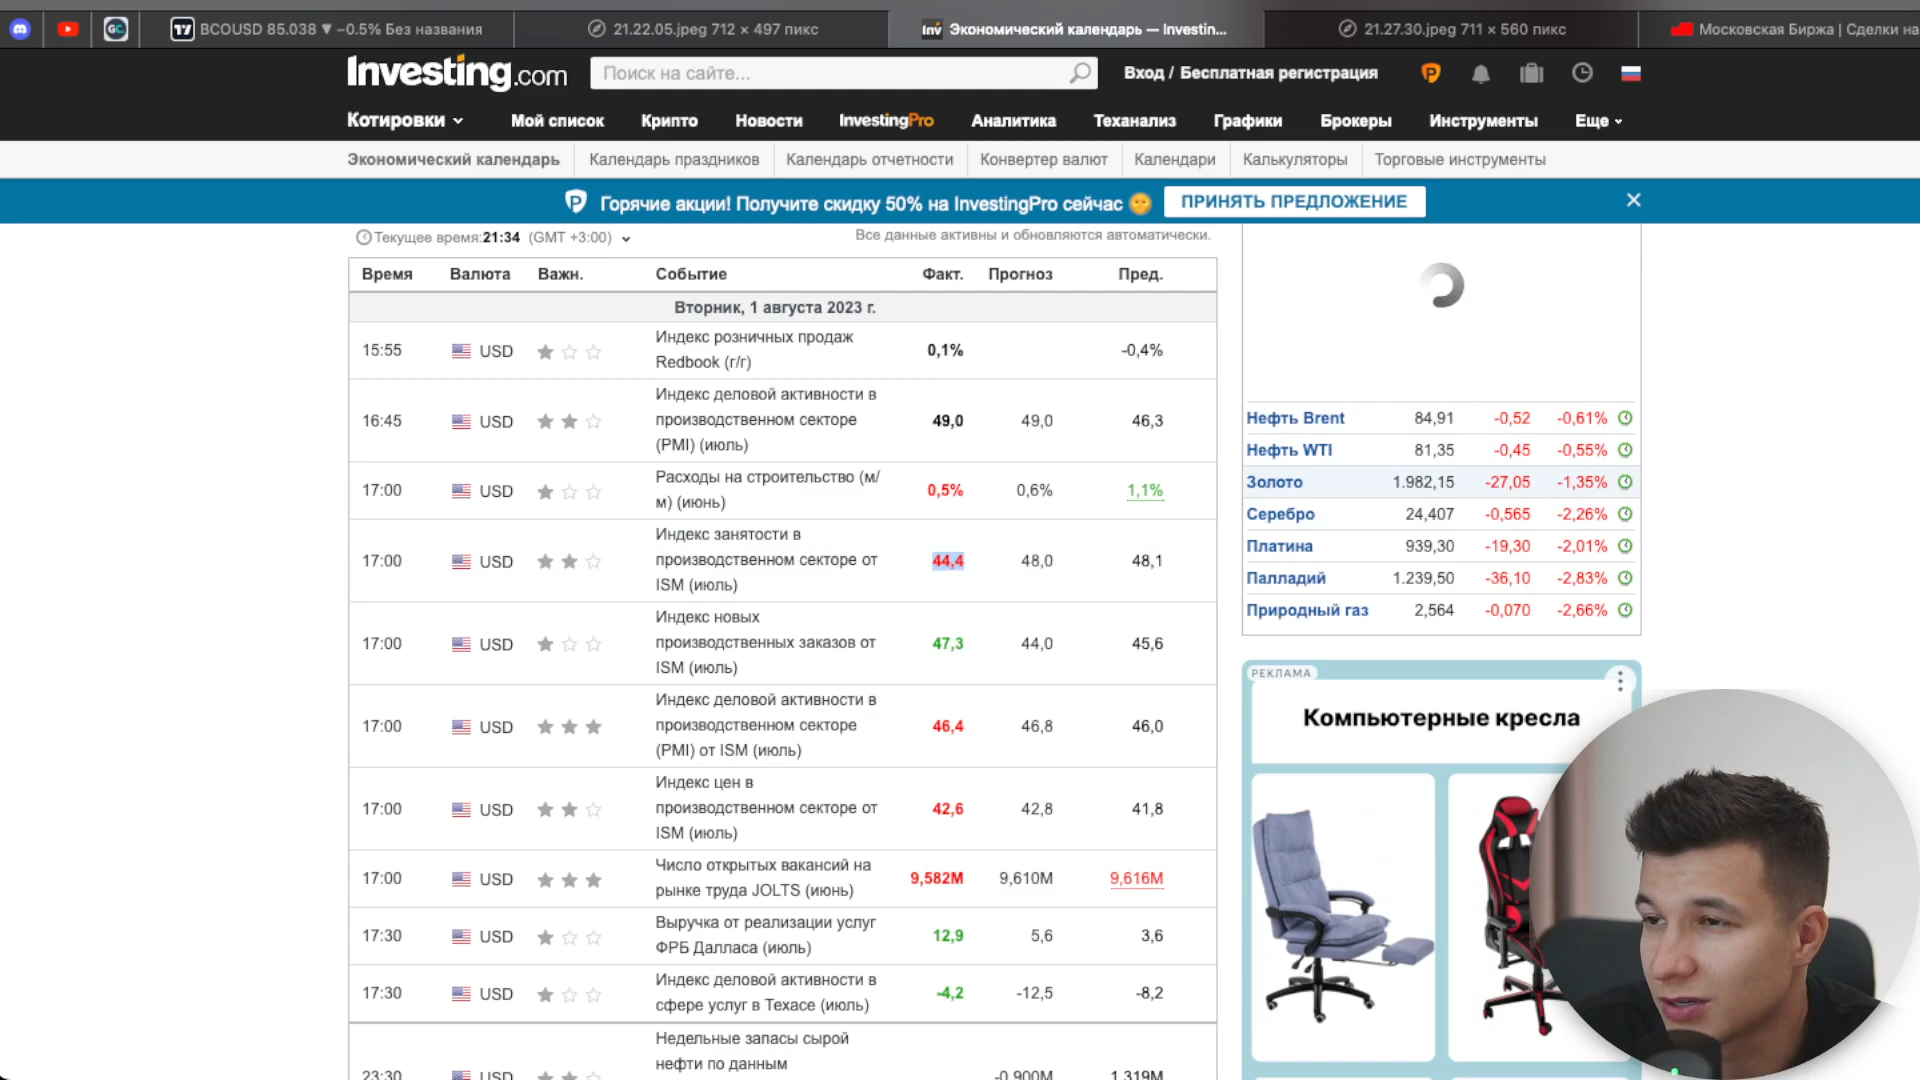 BCOUSD 85.038 ▼ −0.5% Без названия
21.22.05.jpeg 712 × 497 пикс
Inv Экономический календарь — Investin...
21.27.30.jpeg 711 × 560 пикс
Московская Биржа | Сделки на
Investing.com
Поиск на сайте...
Вход / Бесплатная регистрация
Котировки
Мой список
Крипто
Новости
InvestingPro
Аналитика
Теханализ
Графики
Брокеры
Инструменты
Еще
Экономический календарь
Календарь праздников
Календарь отчетности
Конвертер валют
Календари
Калькуляторы
Торговые инструменты
Горячие акции! Получите скидку 50% на InvestingPro сейчас
ПРИНЯТЬ ПРЕДЛОЖЕНИЕ
Текущее время:21:34 (GMT +3:00)
Все данные активны и обновляются автоматически.
Время Валюта Важн. Событие Факт. Прогноз Пред.
Вторник, 1 августа 2023 г.
Индекс розничных продаж
15:55 USD 0,1% -0,4%
Redbook (г/г)
Индекс деловой активности в
16:45 USD производственном секторе 49,0 49,0 46,3
(PMI) (июль)
Расходы на строительство (м/
17:00 USD 0,5% 0,6% 1,1%
м) (июнь)
Индекс занятости в
17:00 USD производственном секторе от 44,4 48,0 48,1
ISM (июль)
Индекс новых
17:00 USD производственных заказов от 47,3 44,0 45,6
ISM (июль)
Индекс деловой активности в
17:00 USD производственном секторе 46,4 46,8 46,0
(PMI) от ISM (июль)
Индекс цен в
17:00 USD производственном секторе от 42,6 42,8 41,8
ISM (июль)
Число открытых вакансий на
17:00 USD 9,582M 9,610M 9,616M
рынке труда JOLTS (июнь)
Выручка от реализации услуг
17:30 USD 12,9 5,6 3,6
ФРБ Далласа (июль)
Индекс деловой активности в
17:30 USD -4,2 -12,5 -8,2
сфере услуг в Техасе (июль)
Недельные запасы сырой
нефти по данным
23:30 USD -0,900M 1,319M
Нефть Brent 84,91 -0,52 -0,61%
Нефть WTI 81,35 -0,45 -0,55%
Золото 1.982,15 -27,05 -1,35%
Серебро 24,407 -0,565 -2,26%
Платина 939,30 -19,30 -2,01%
Палладий 1.239,50 -36,10 -2,83%
Природный газ 2,564 -0,070 -2,66%
РЕКЛАМА
Компьютерные кресла